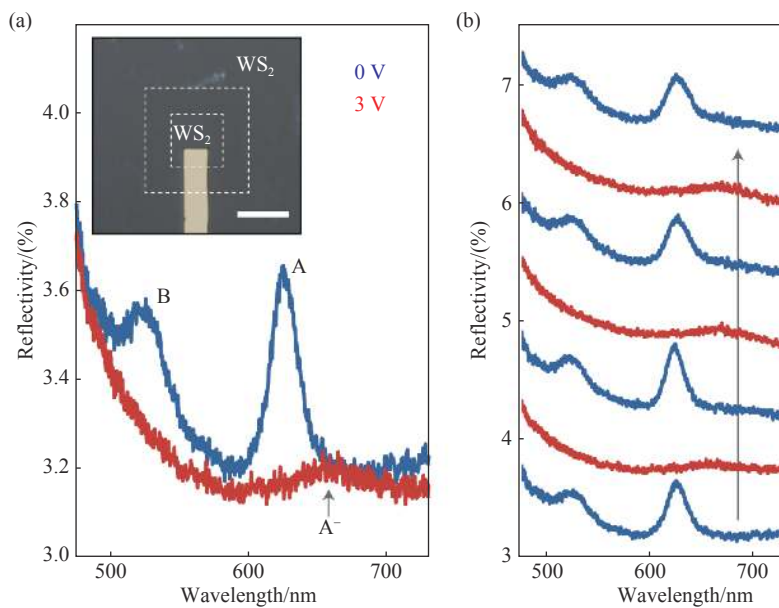 (a)
WS2
WS2
0 V
3 V
4.0
3.8
3.6
3.4
3.2
3.0
B
A
A−
Reflectivity/(%)
500
600
700
Wavelength/nm
(b)
7
6
5
4
3
Reflectivity/(%)
500
600
700
Wavelength/nm